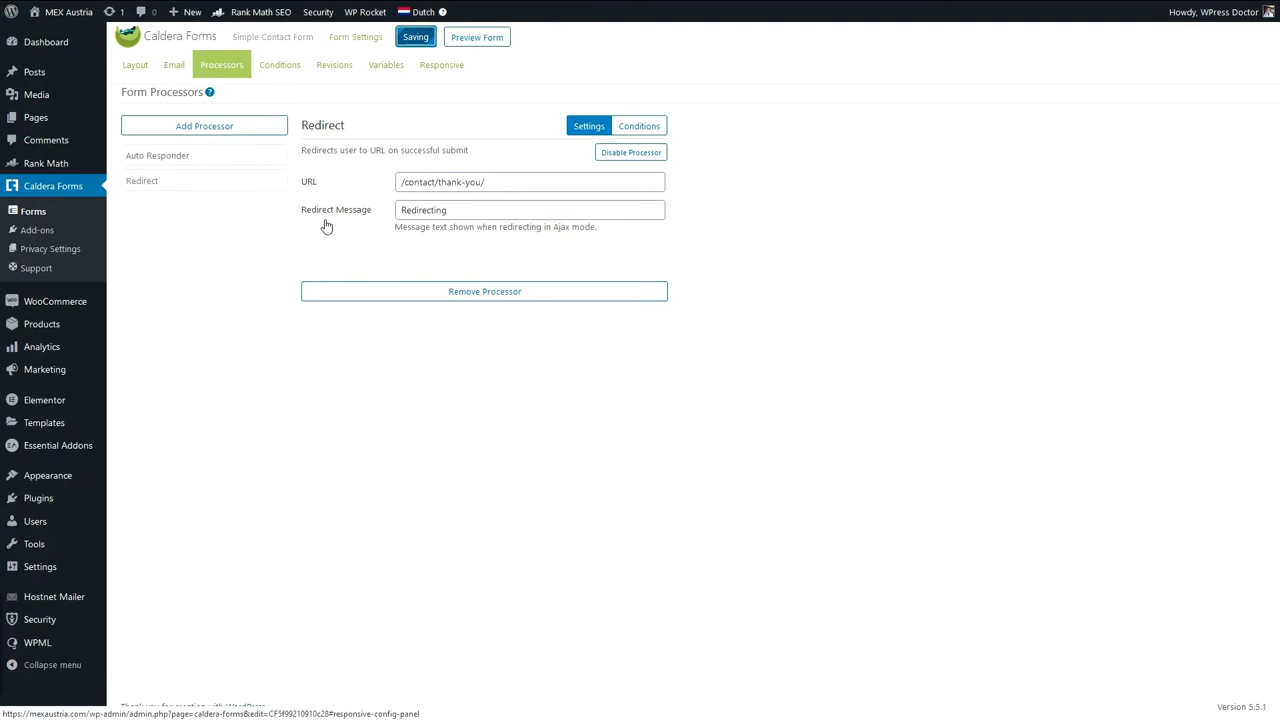 MEX Austria 1 0 New Rank Math SEO Security WP Rocket Dutch Howdy, WPress Doctor
Caldera Forms Simple Contact Form Form Settings Saving Preview Form
Layout Email Processors Conditions Revisions Variables Responsive
Form Processors
Add Processor
Auto Responder
Redirect
Redirect
Settings Conditions
Redirects user to URL on successful submit
Disable Processor
URL /contact/thank-you/
Redirect Message Redirecting
Message text shown when redirecting in Ajax mode.
Remove Processor
Dashboard
Posts
Media
Pages
Comments
Rank Math
Caldera Forms
Forms
Add-ons
Privacy Settings
Support
WooCommerce
Products
Analytics
Marketing
Elementor
Templates
Essential Addons
Appearance
Plugins
Users
Tools
Settings
Hostnet Mailer
Security
WPML
Collapse menu
Thank you for creating with WordPress
Version 5.5.1
https://mexaustria.com/wp-admin/admin.php?page=caldera-forms&edit=CF5f99210910c28#responsive-config-panel